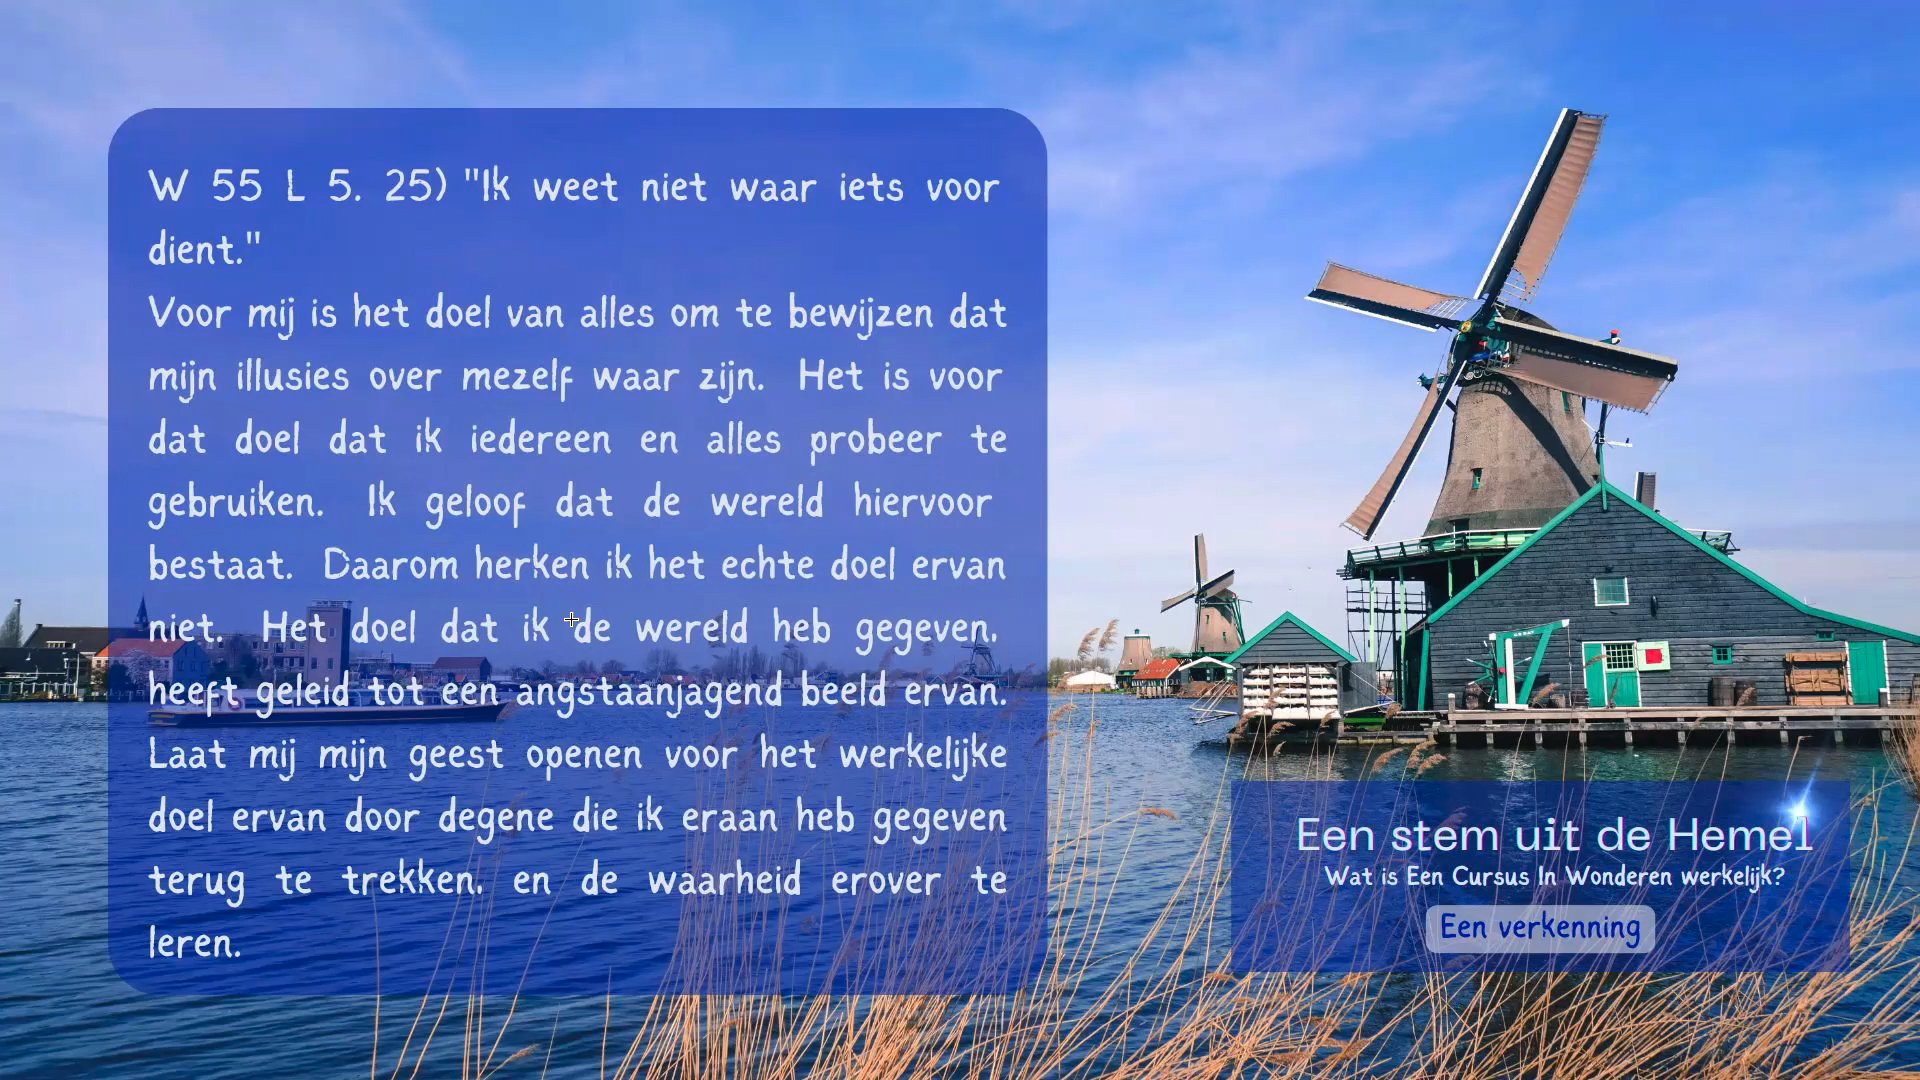 W 55 L 5. 25) "Ik weet niet waar iets voor
dient."
Voor mij is het doel van alles om te bewijzen dat
mijn illusies over mezelf waar zijn. Het is voor
dat doel dat ik iedereen en alles probeer te
gebruiken. Ik geloof dat de wereld hiervoor
bestaat. Daarom herken ik het echte doel ervan
niet. Het doel dat ik de wereld heb gegeven.
heeft geleid tot een angstaanjagend beeld ervan.
Laat mij mijn geest openen voor het werkelijke
doel ervan door degene die ik eraan heb gegeven
terug te trekken. en de waarheid erover te
leren.
Een stem uit de Hemel
Wat is Een Cursus In Wonderen werkelijk?
Een verkenning